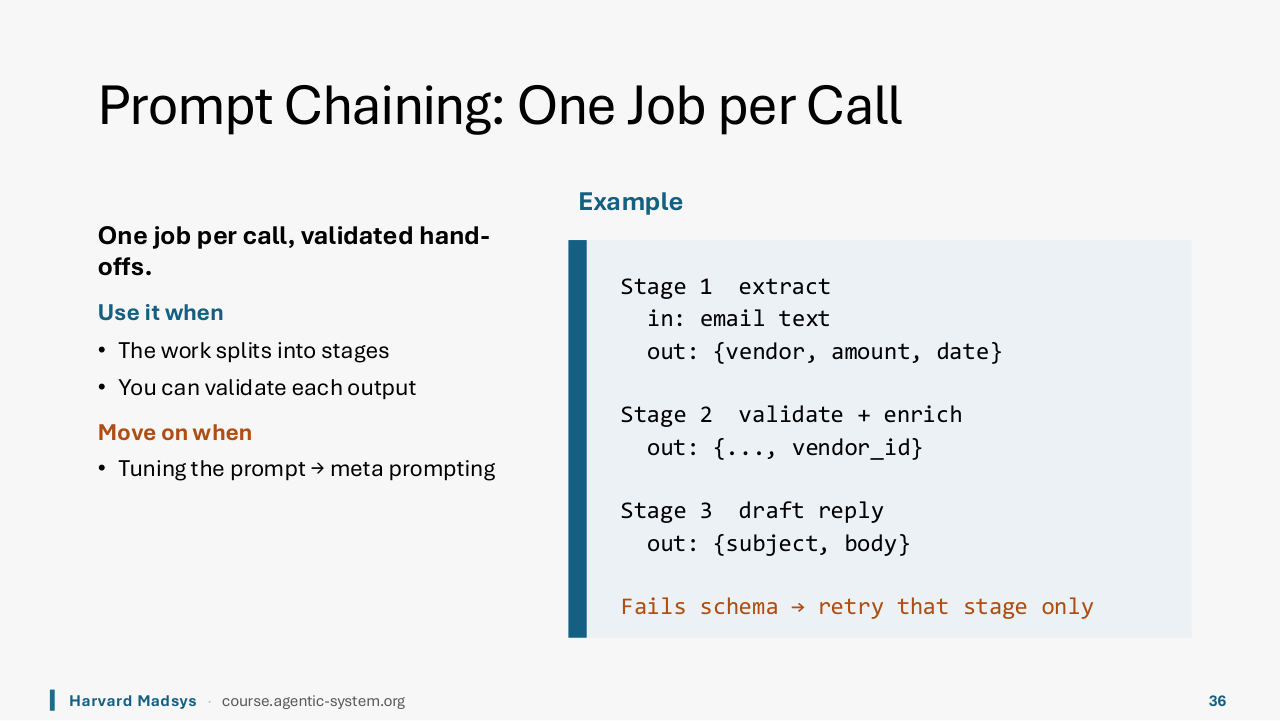 Prompt Chaining: One Job per Call
One job per call, validated hand-
offs.
Use it when
• The work splits into stages
• You can validate each output
Move on when
• Tuning the prompt → meta prompting
Example
Stage 1  extract
  in: email text
  out: {vendor, amount, date}
Stage 2  validate + enrich
  out: {..., vendor_id}
Stage 3  draft reply
  out: {subject, body}
Fails schema → retry that stage only
Harvard Madsys · course.agentic-system.org
36